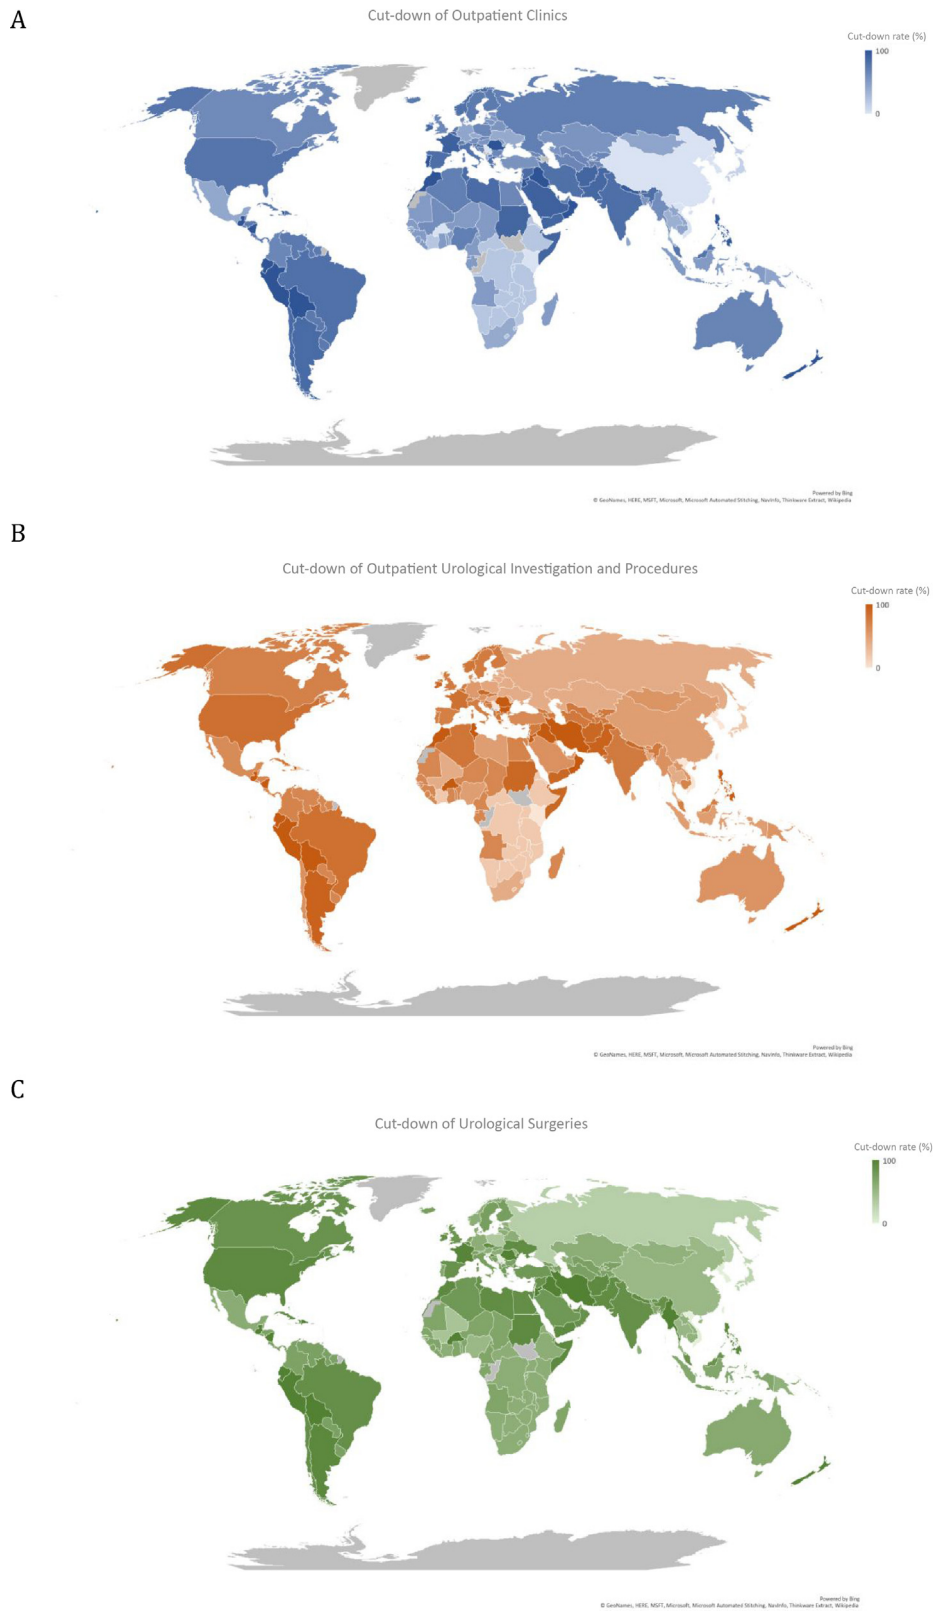 A
Cut-down of Outpatient Clinics
Cut-down rate (%)
100
0
Powered by Bing
© GeoNames, HERE, MSFT, Microsoft, Microsoft Automated Stitching, NavInfo, Thinkware Extract, Wikipedia
B
Cut-down of Outpatient Urological Investigation and Procedures
Cut-down rate (%)
100
0
Powered by Bing
© GeoNames, HERE, MSFT, Microsoft, Microsoft Automated Stitching, NavInfo, Thinkware Extract, Wikipedia
C
Cut-down of Urological Surgeries
Cut-down rate (%)
100
0
Powered by Bing
© GeoNames, HERE, MSFT, Microsoft, Microsoft Automated Stitching, NavInfo, Thinkware Extract, Wikipedia